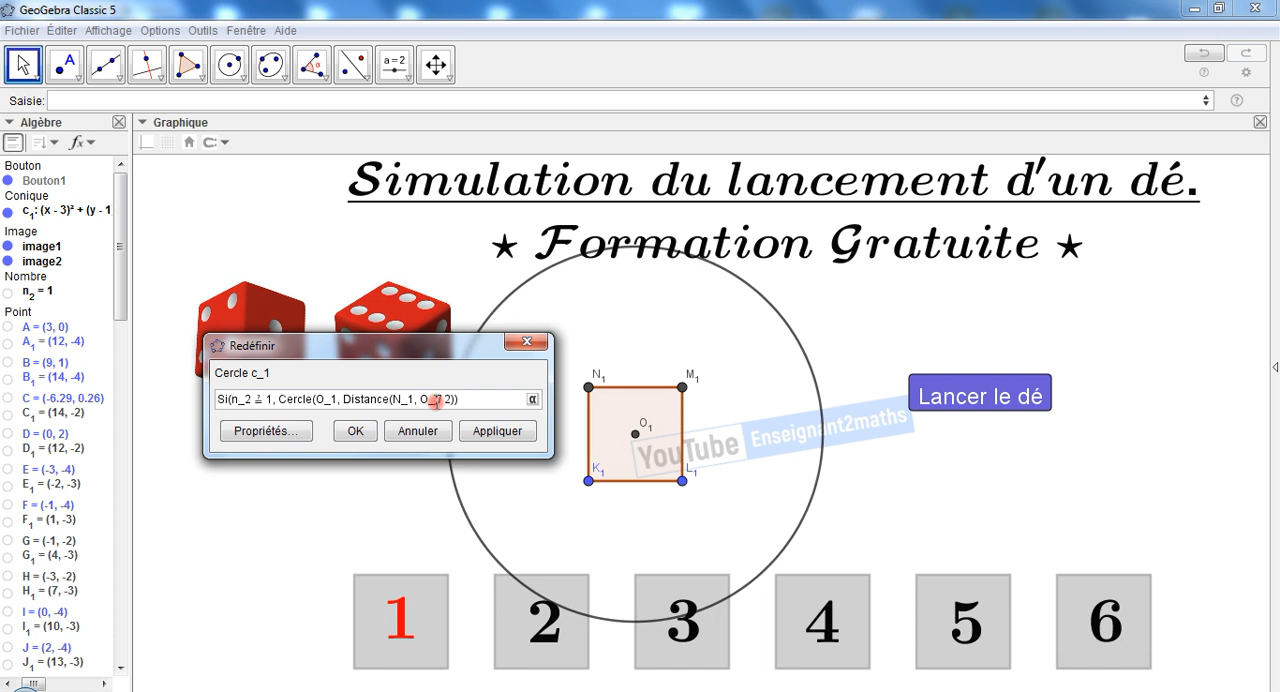 GeoGebra Classic 5
Fichier Éditer Affichage Options Outils Fenêtre Aide
A
a=2
Saisie:
Algèbre
Graphique
fx
Bouton
Bouton1
Conique
c₁: (x - 3)² + (y - 1
Image
image1
image2
Nombre
n₂ = 1
Point
A = (3, 0)
A₁ = (12, -4)
B = (9, 1)
B₁ = (14, -4)
C = (-6.29, 0.26)
C₁ = (14, -2)
D = (0, 2)
D₁ = (12, -2)
E = (-3, -4)
E₁ = (-2, -3)
F = (-1, -4)
F₁ = (1, -3)
G = (-1, -2)
G₁ = (4, -3)
H = (-3, -2)
H₁ = (7, -3)
I = (0, -4)
I₁ = (10, -3)
J = (2, -4)
J₁ = (13, -3)
Simulation du lancement d'un dé.
★ Formation Gratuite ★
Redéfinir
Cercle c_1
Si(n_2 ≟ 1, Cercle(O_1, Distance(N_1, 2))
α
Propriétés... OK Annuler Appliquer
N₁ M₁
O₁
K₁ L₁
YouTube Enseignant2maths
Lancer le dé
1 2 3 4 5 6